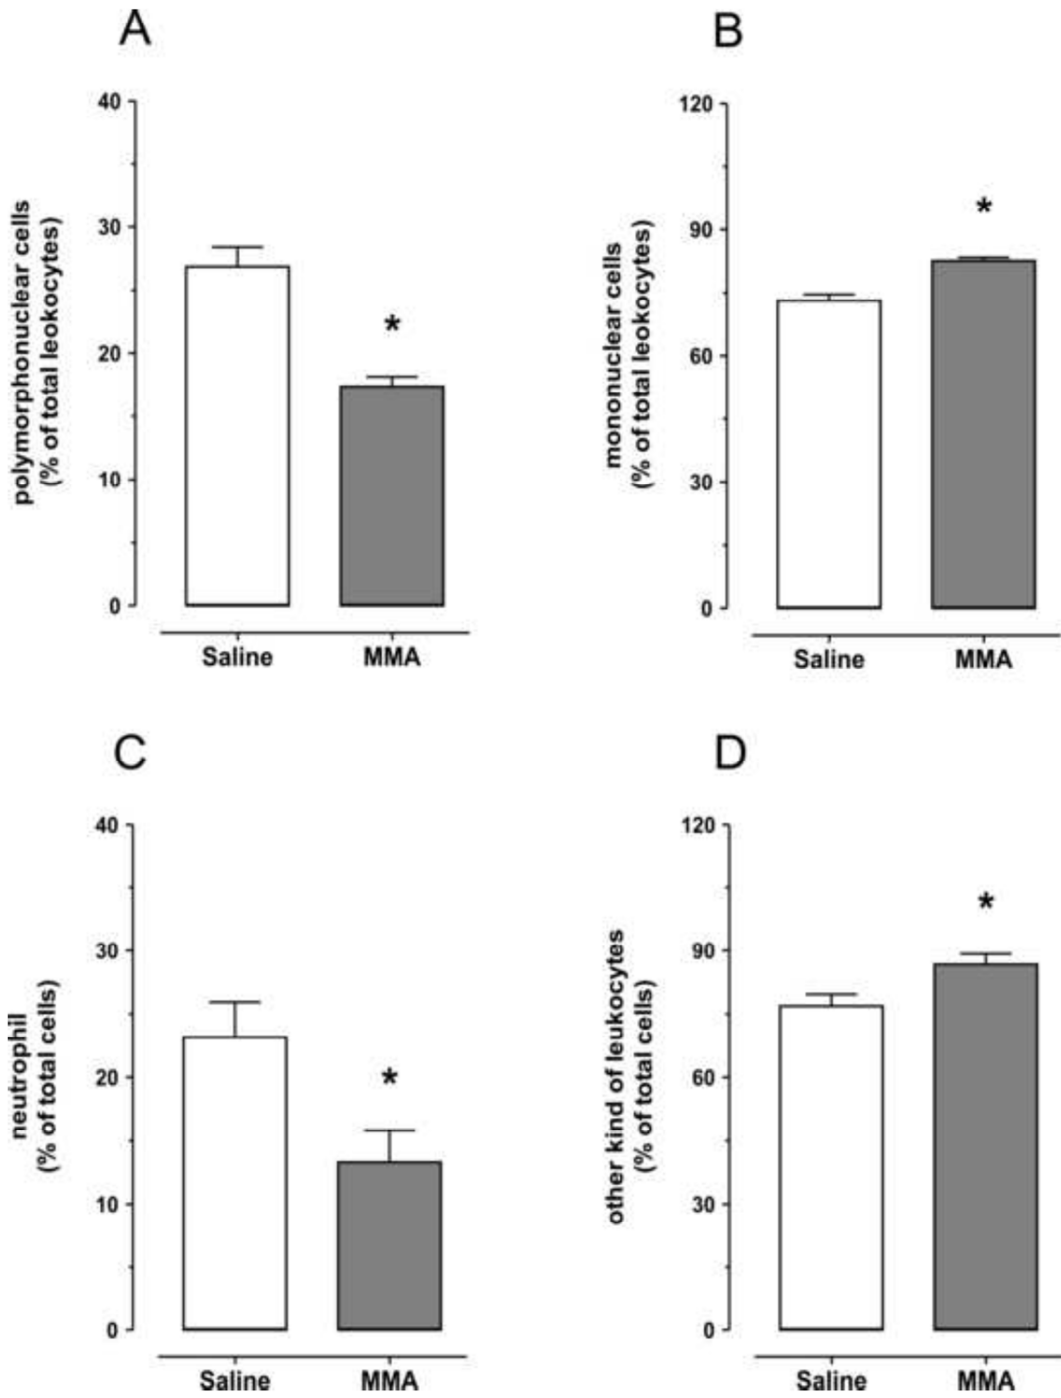 A
40
30
20
10
0
polymorphonuclear cells
(% of total leokocytes)
*
Saline MMA
B
120
90
60
30
0
mononuclear cells
(% of total leokocytes)
*
Saline MMA
C
40
30
20
10
0
neutrophil
(% of total cells)
*
Saline MMA
D
120
90
60
30
0
other kind of leukocytes
(% of total cells)
*
Saline MMA